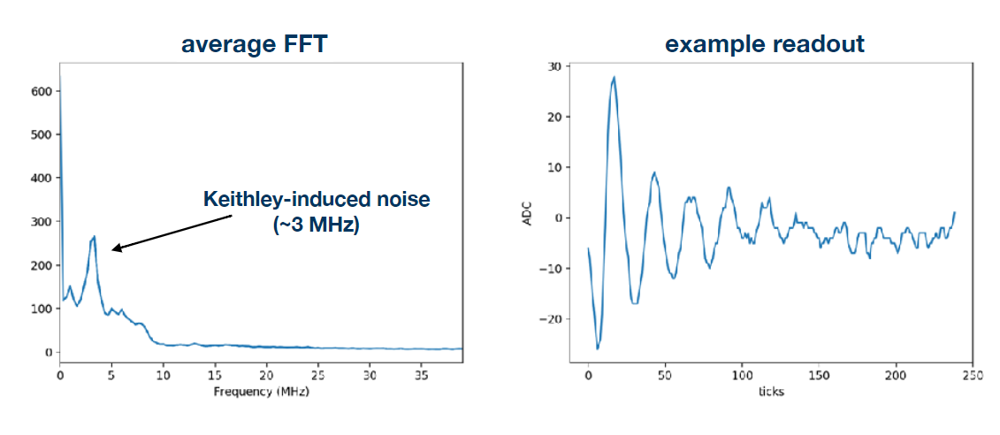 average FFT
600
500
400
300
200
100
0
Keithley-induced noise
(~3 MHz)
0 5 10 15 20 25 30 35
Frequency (MHz)
example readout
30
20
10
0
−10
−20
ADC
0 50 100 150 200 250
ticks